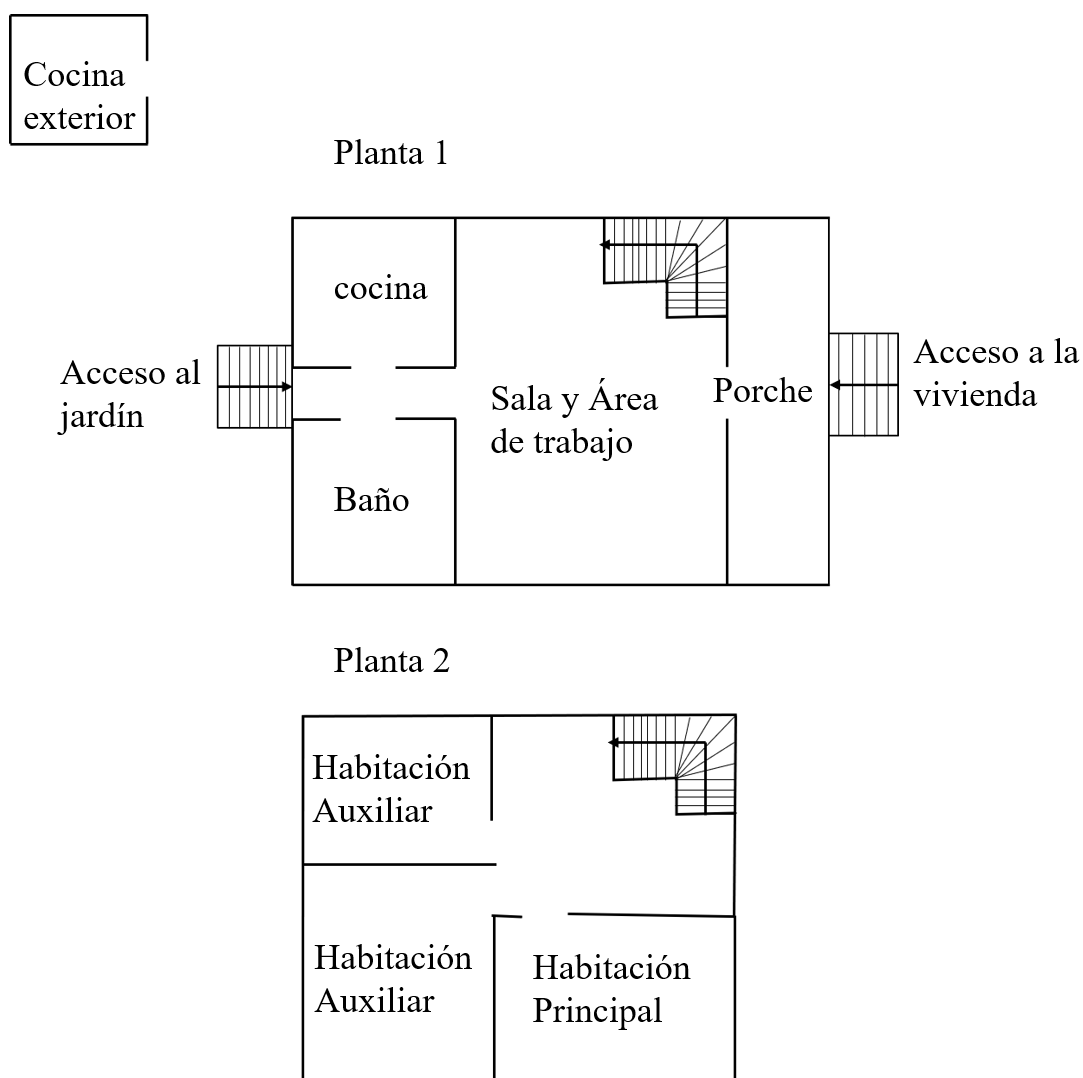 Cocina
exterior
Planta 1
cocina
Acceso al
jardín
Sala y Área
de trabajo
Porche
Acceso a la
vivienda
Baño
Planta 2
Habitación
Auxiliar
Habitación
Auxiliar
Habitación
Principal